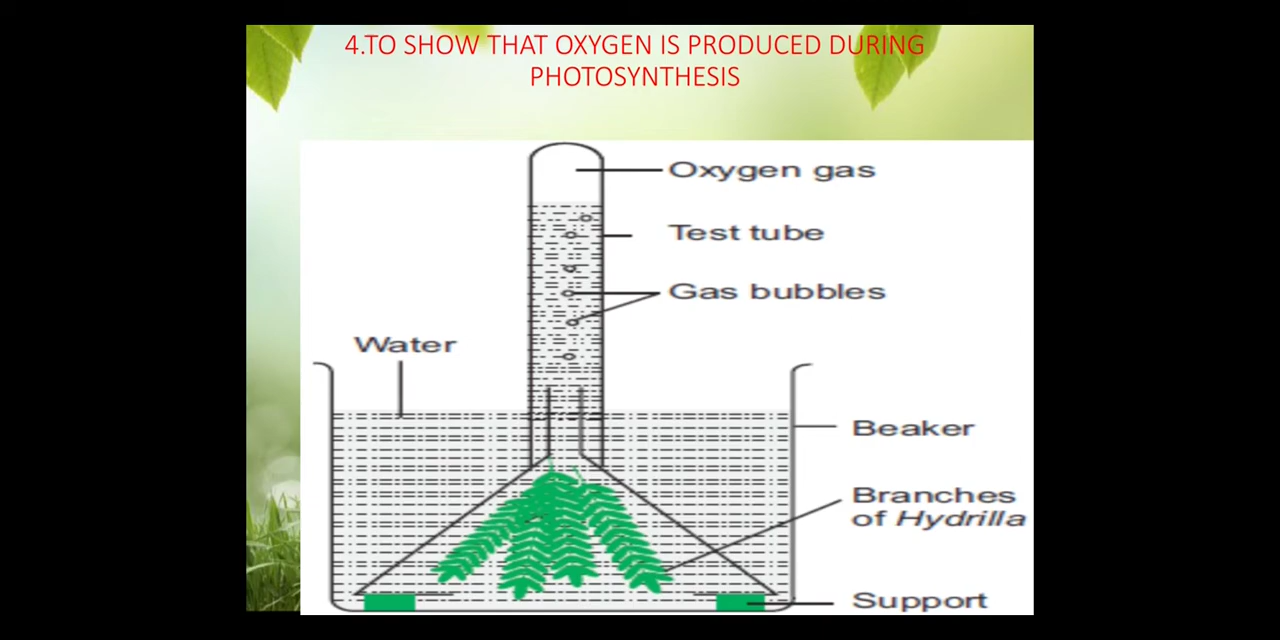 4.TO SHOW THAT OXYGEN IS PRODUCED DURING
PHOTOSYNTHESIS
Oxygen gas
Test tube
Gas bubbles
Water
Beaker
Branches
of Hydrilla
Support